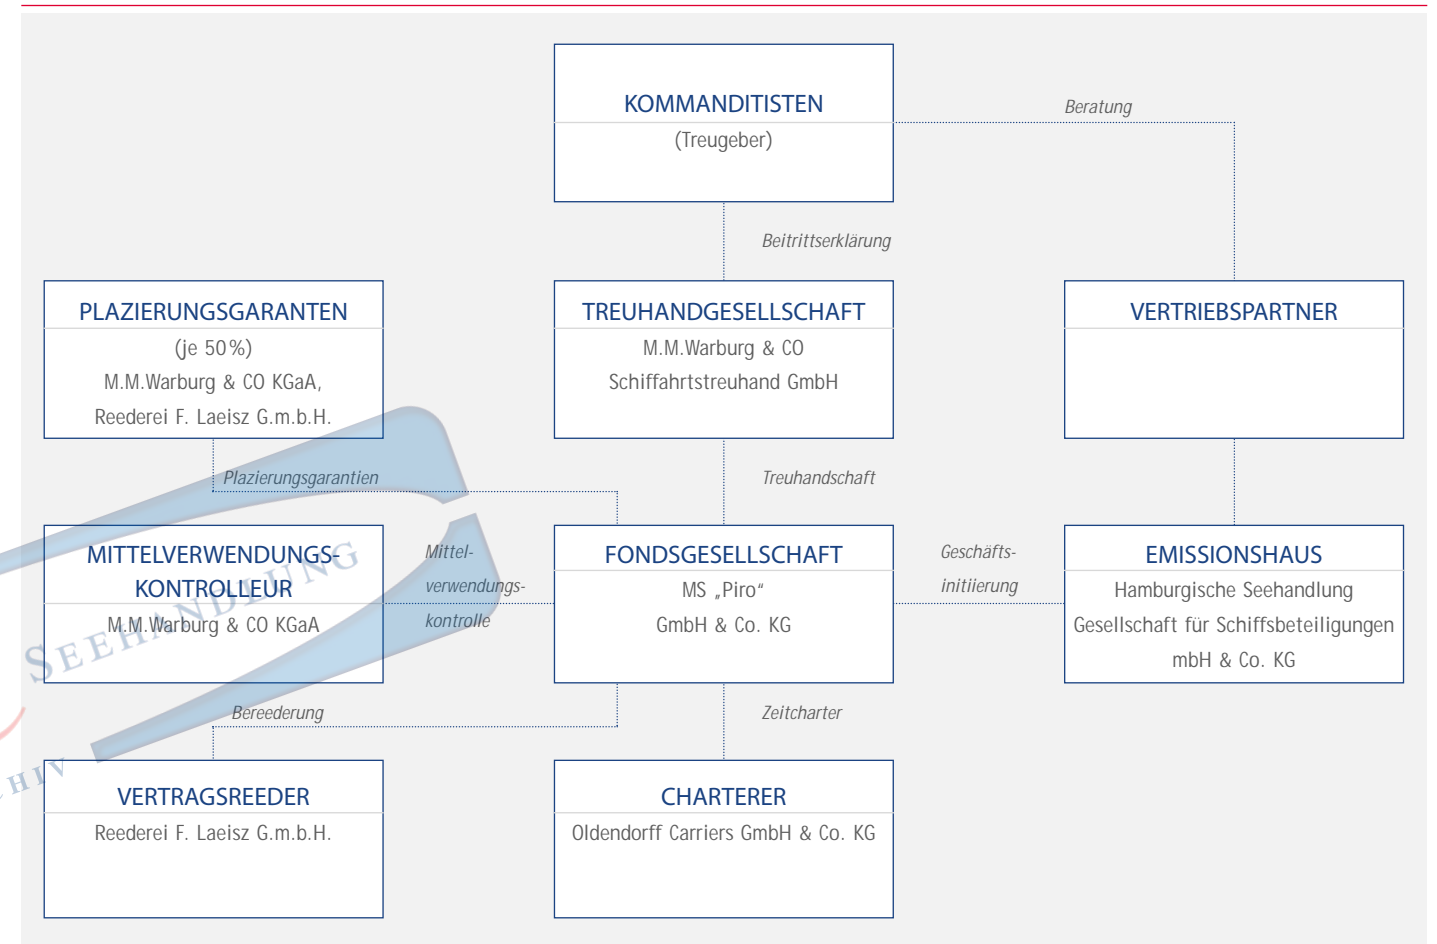 KOMMANDITISTEN
(Treugeber)
Beratung
Beitrittserklärung
PLAZIERUNGSGARANTEN
(je 50%)
M.M.Warburg & CO KGaA,
Reederei F. Laeisz G.m.b.H.
TREUHANDGESELLSCHAFT
M.M.Warburg & CO
Schiffahrtstreuhand GmbH
VERTRIEBSPARTNER
Plazierungsgarantien
Treuhandschaft
MITTELVERWENDUNGS-
KONTROLLEUR
M.M.Warburg & CO KGaA
Mittel-
verwendungs-
kontrolle
FONDSGESELLSCHAFT
MS „Piro“
GmbH & Co. KG
Geschäfts-
initiierung
EMISSIONSHAUS
Hamburgische Seehandlung
Gesellschaft für Schiffsbeteiligungen
mbH & Co. KG
SEEHANDLUNG
Bereederung
Zeitcharter
CHIV
VERTRAGSREEDER
Reederei F. Laeisz G.m.b.H.
CHARTERER
Oldendorff Carriers GmbH & Co. KG